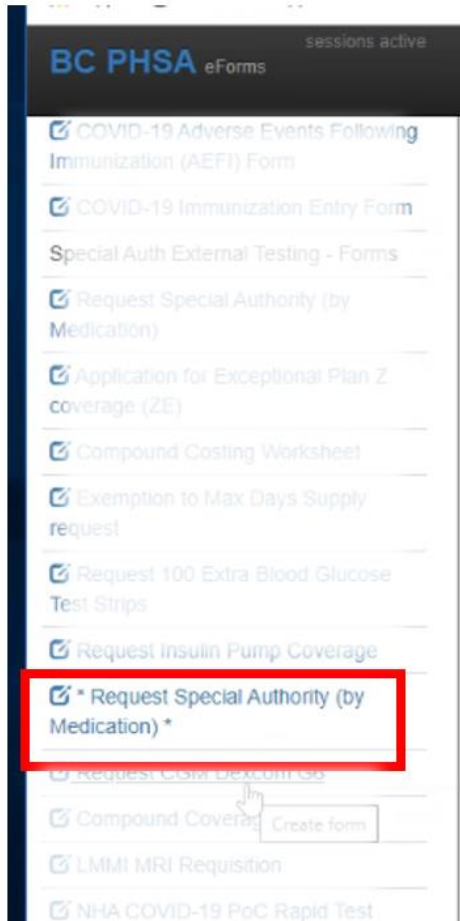 sessions active
BC PHSA eForms
COVID-19 Adverse Events Following
Immunization (AEFI) Form
COVID-19 Immunization Entry Form
Special Auth External Testing - Forms
Request Special Authority (by
Medication)
Application for Exceptional Plan Z
coverage (ZE)
Compound Costing Worksheet
Exemption to Max Days Supply
request
Request 100 Extra Blood Glucose
Test Strips
Request Insulin Pump Coverage
* Request Special Authority (by
Medication) *
Request CGM Dexcom G6
Compound
Create form
LMMI MRI Requisition
NHA COVID-19 PoC Rapid Test